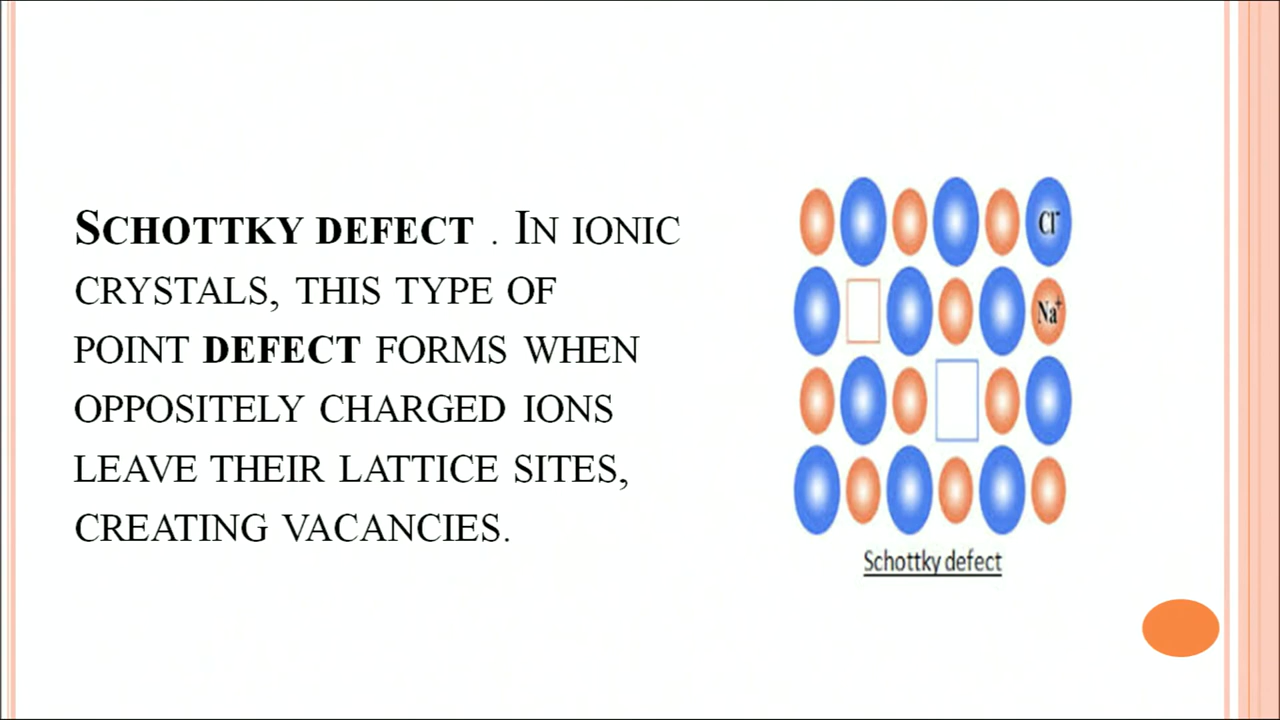 SCHOTTKY DEFECT . IN IONIC
CRYSTALS, THIS TYPE OF
POINT DEFECT FORMS WHEN
OPPOSITELY CHARGED IONS
LEAVE THEIR LATTICE SITES,
CREATING VACANCIES.
Cl⁻
Na⁺
Schottky defect